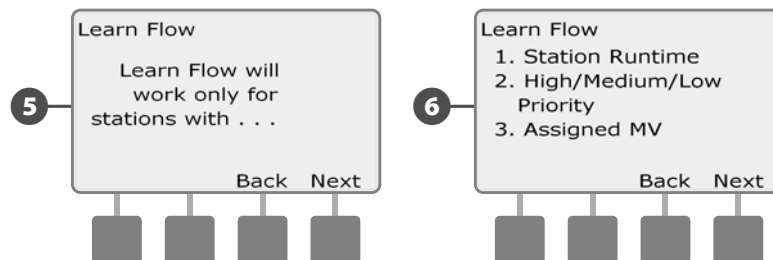 5
Learn Flow
Learn Flow will
work only for
stations with . . .
Back Next
6
Learn Flow
1. Station Runtime
2. High/Medium/Low
Priority
3. Assigned MV
Back Next